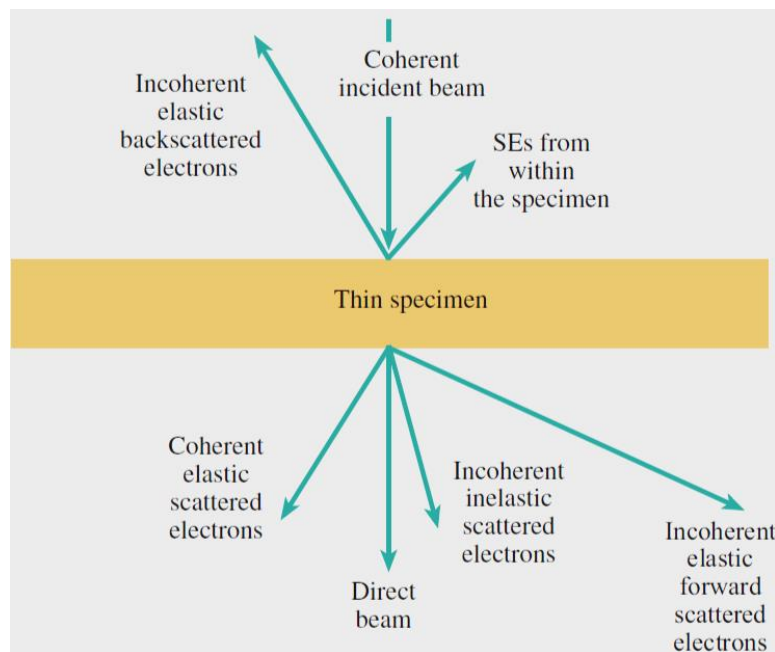 Coherent
incident beam
Incoherent
elastic
backscattered
electrons
SEs from
within
the specimen
Thin specimen
Coherent
elastic
scattered
electrons
Direct
beam
Incoherent
inelastic
scattered
electrons
Incoherent
elastic
forward
scattered
electrons